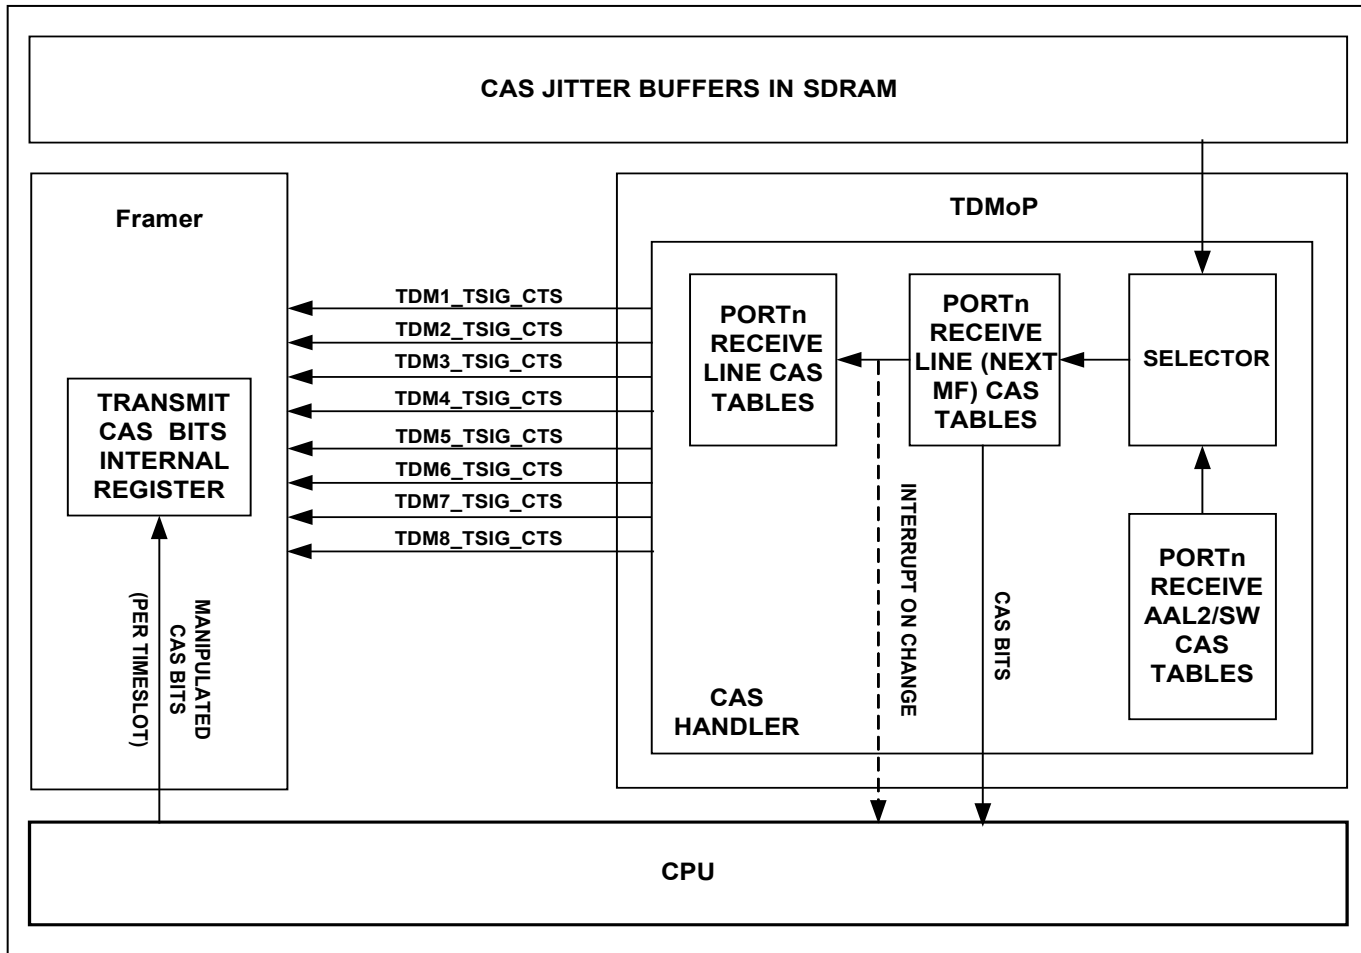 CAS JITTER BUFFERS IN SDRAM
Framer
TRANSMIT
CAS BITS
INTERNAL
REGISTER
MANIPULATED
CAS BITS
(PER TIMESLOT)
TDM1_TSIG_CTS
TDM2_TSIG_CTS
TDM3_TSIG_CTS
TDM4_TSIG_CTS
TDM5_TSIG_CTS
TDM6_TSIG_CTS
TDM7_TSIG_CTS
TDM8_TSIG_CTS
TDMoP
PORTn
RECEIVE
LINE CAS
TABLES
PORTn
RECEIVE
LINE (NEXT
MF) CAS
TABLES
SELECTOR
PORTn
RECEIVE
AAL2/SW
CAS
TABLES
INTERRUPT ON CHANGE
CAS BITS
CAS
HANDLER
CPU